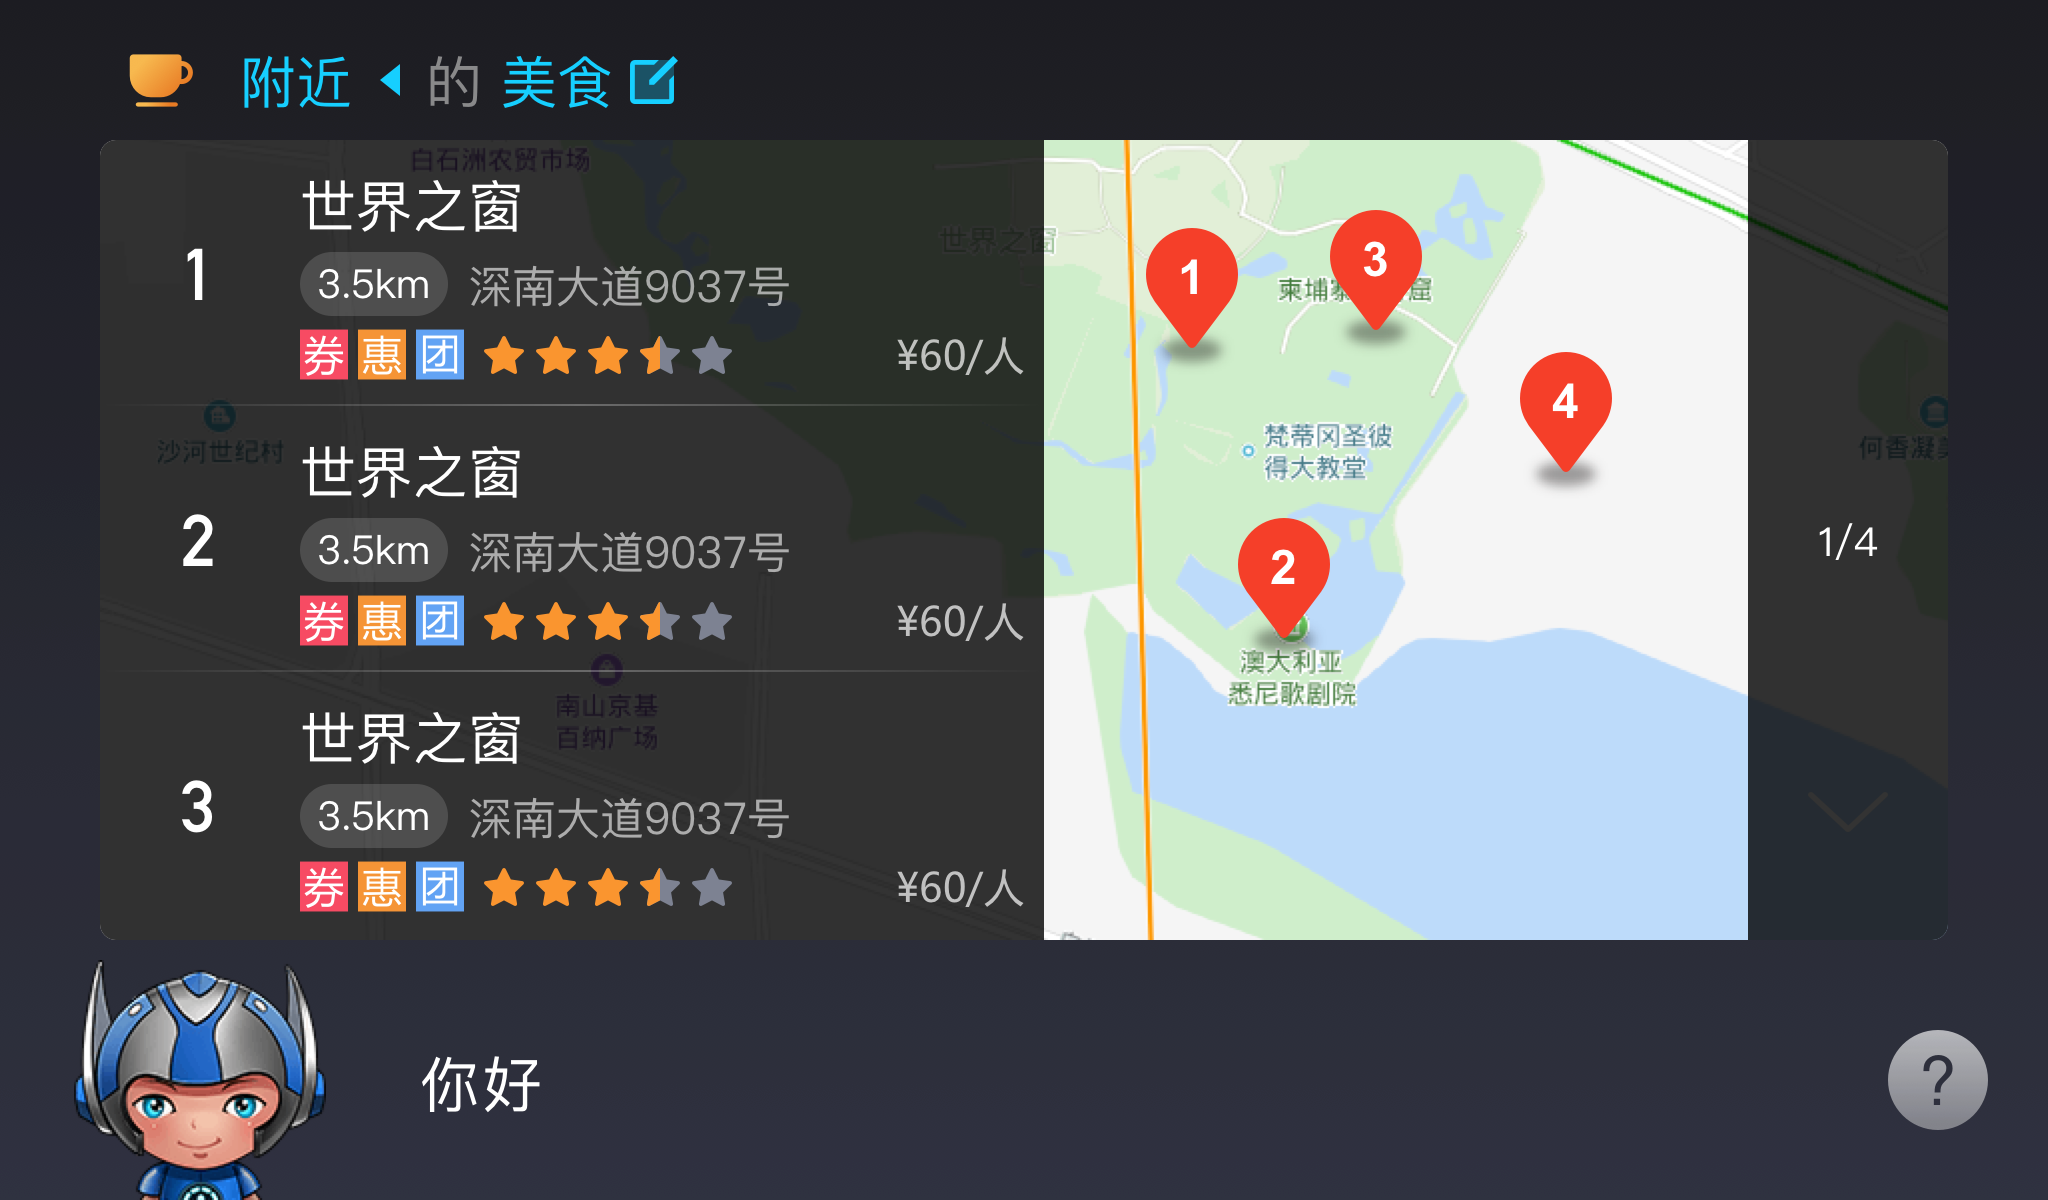 附近 的 美食
白石洲农贸市场
1
世界之窗
3.5km 深南大道9037号
券 惠 团 ¥60/人
沙河世纪村
2
世界之窗
3.5km 深南大道9037号
券 惠 团 ¥60/人
南山京基
百纳广场
3
世界之窗
3.5km 深南大道9037号
券 惠 团 ¥60/人
世界之窗
1
3
柬埔寨
窟
4
梵蒂冈圣彼
得大教堂
2
澳大利亚
悉尼歌剧院
何香凝美
1/4
你好
?